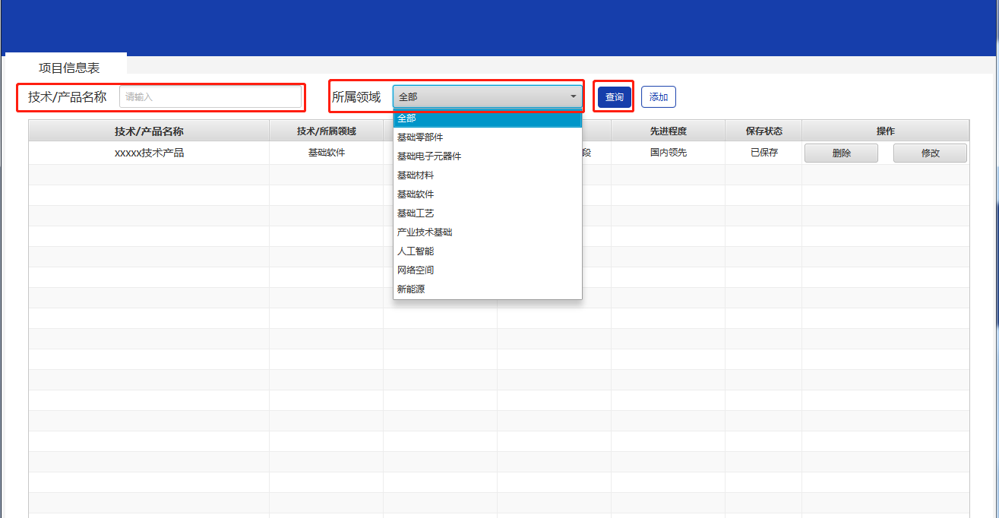 项目信息表
技术/产品名称 请输入 所属领域 全部 查询 添加
技术/产品名称 技术/所属领域 先进程度 保存状态 操作
xxxxx技术产品 基础软件 段 国内领先 已保存 删除 修改
全部
基础零部件
基础电子元器件
基础材料
基础软件
基础工艺
产业技术基础
人工智能
网络空间
新能源